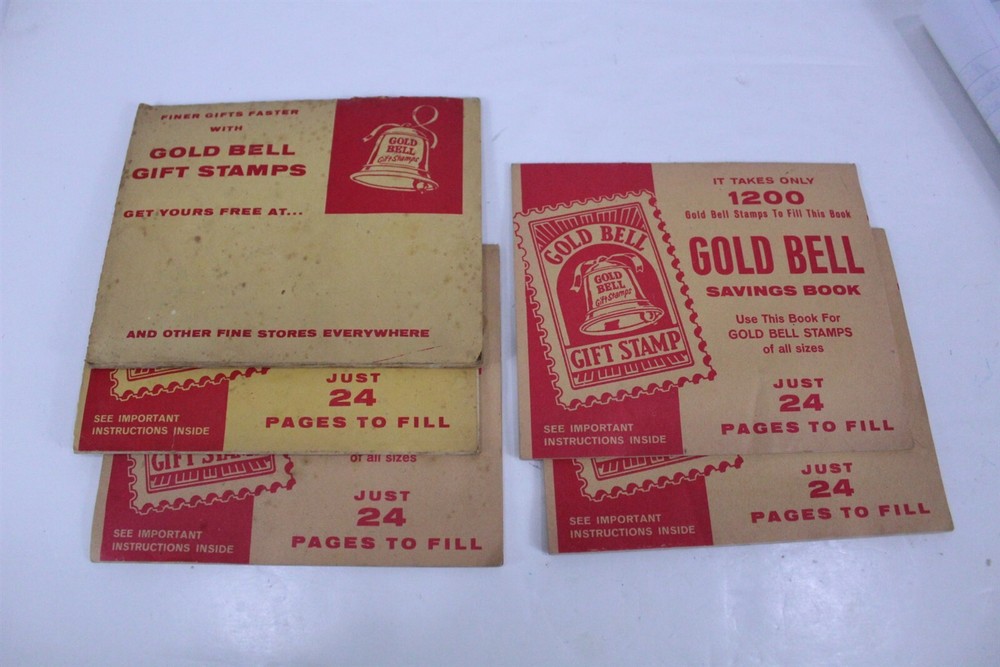 FINER GIFTS FASTER
WITH
GOLD BELL
GIFT STAMPS
GET YOURS FREE AT...
GOLD
BELL
Gift Stamps
AND OTHER FINE STORES EVERYWHERE
JUST
24
PAGES TO FILL
SEE IMPORTANT
INSTRUCTIONS INSIDE
GIFT STAMP
of all sizes
JUST
24
PAGES TO FILL
SEE IMPORTANT
INSTRUCTIONS INSIDE
IT TAKES ONLY
1200
Gold Bell Stamps To Fill This Book
GOLD BELL
SAVINGS BOOK
Use This Book For
GOLD BELL STAMPS
of all sizes
JUST
24
PAGES TO FILL
GOLD BELL
GOLD
BELL
Gift Stamps
GIFT STAMP
SEE IMPORTANT
INSTRUCTIONS INSIDE
JUST
24
PAGES TO FILL
SEE IMPORTANT
INSTRUCTIONS INSIDE